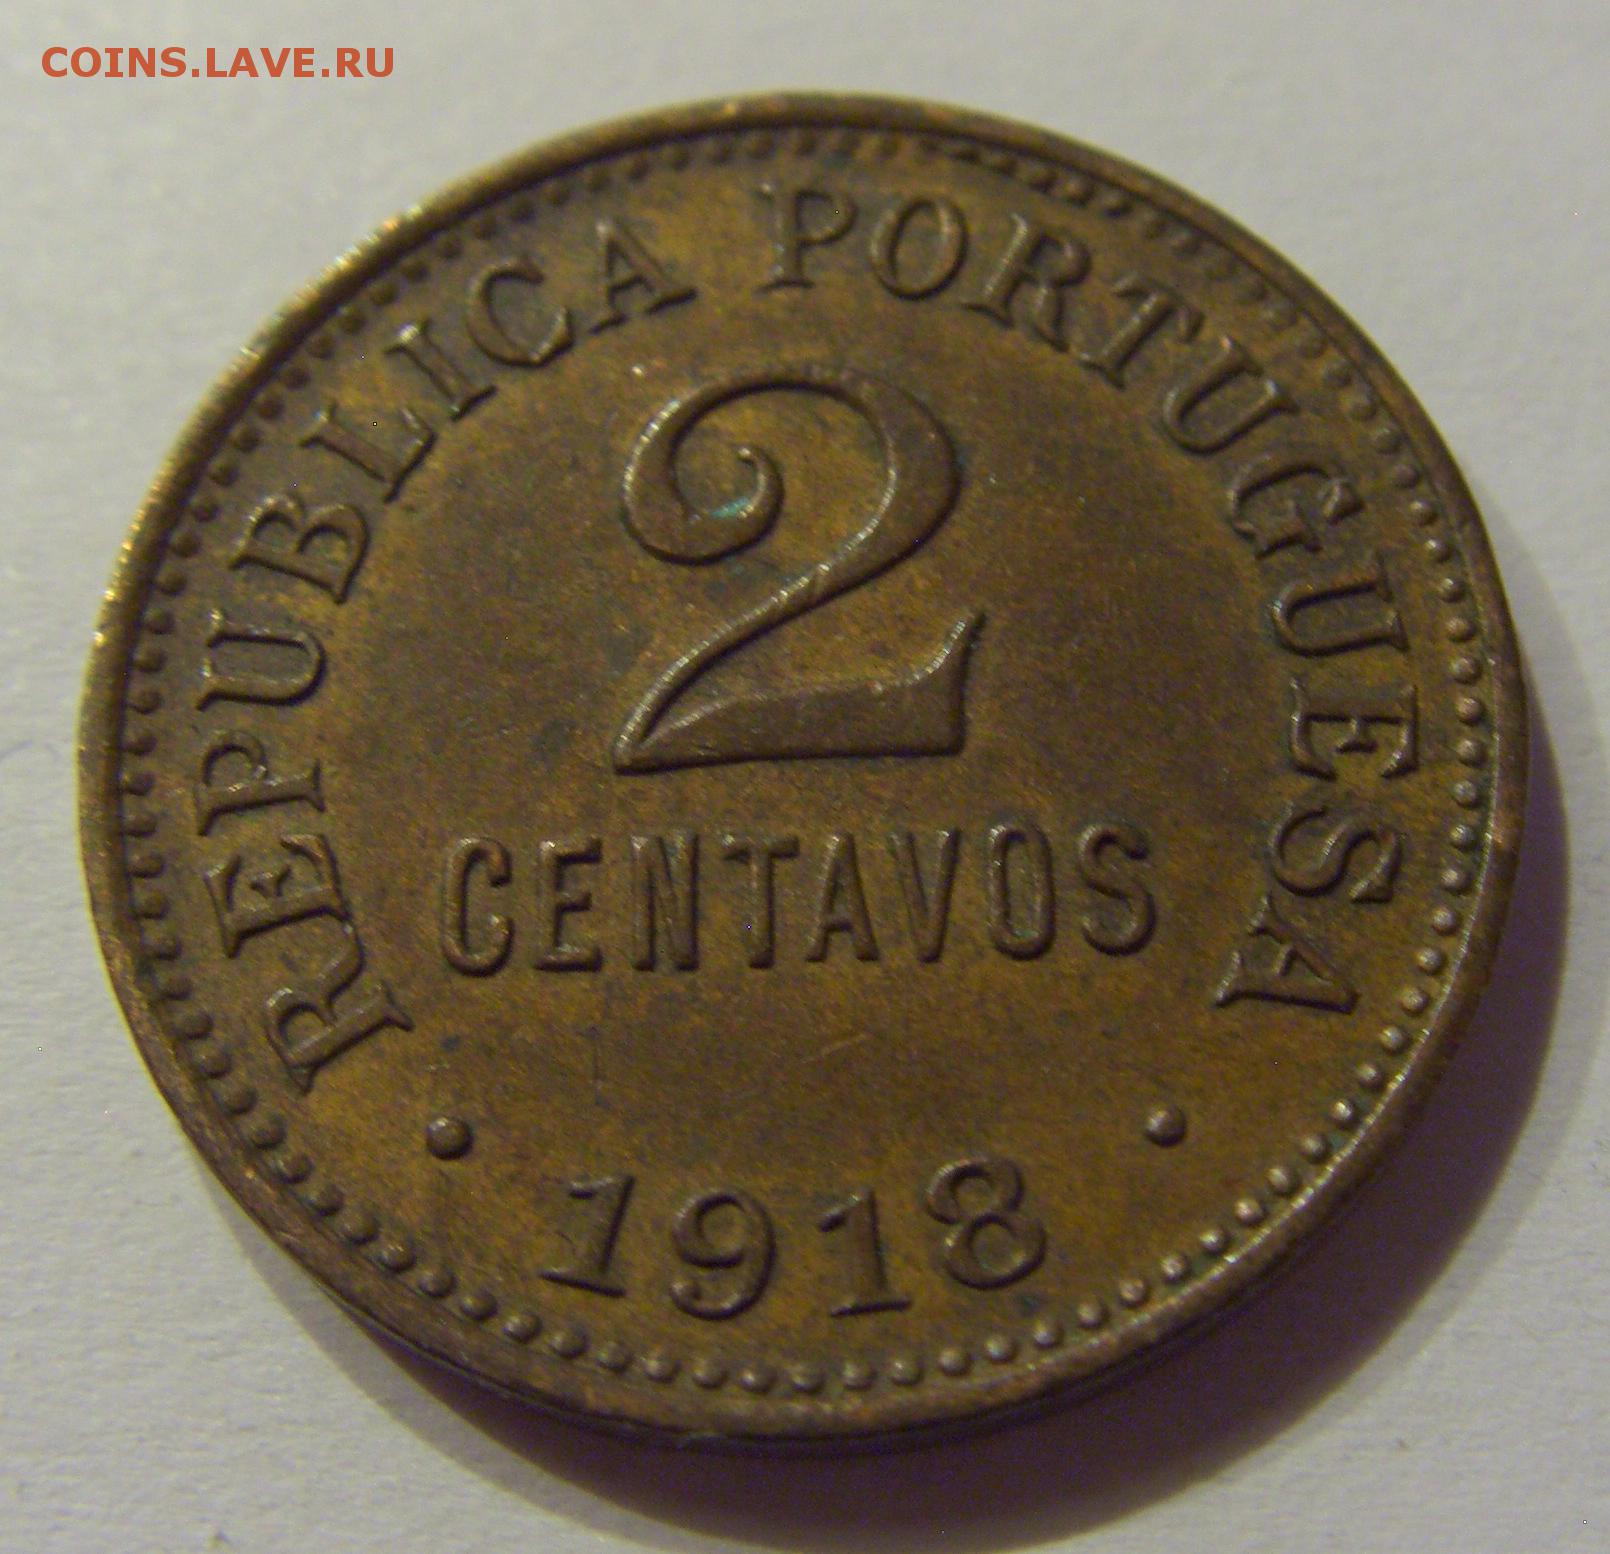 COINS.LAVE.RU
REPUBLICA PORTUGUESA
2
CENTAVOS
• 1918 •